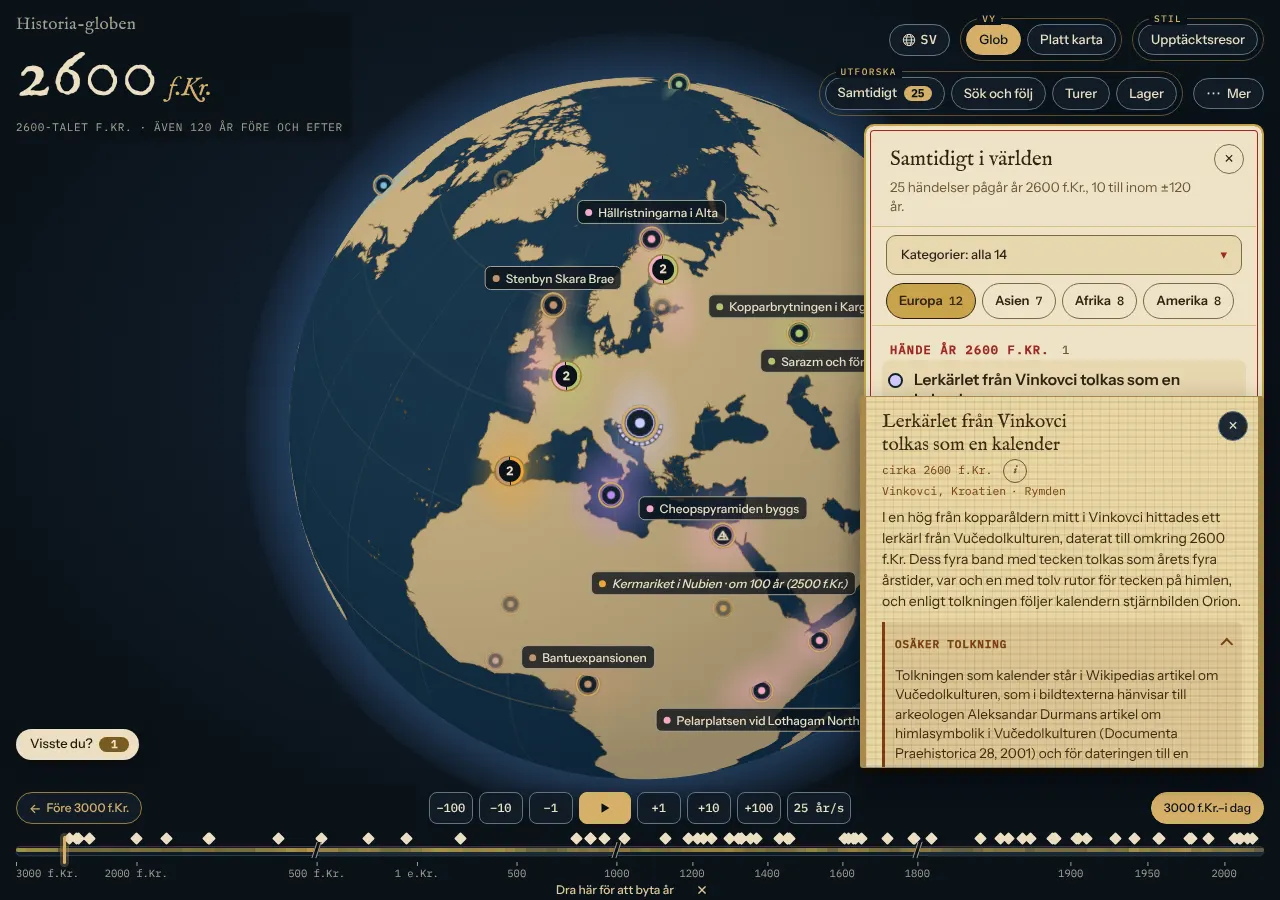 Historia-globen
2600 f.Kr.
2600-TALET F.KR. · ÄVEN 120 ÅR FÖRE OCH EFTER
SV
VY
Glob
Platt karta
STIL
Upptäcktsresor
UTFORSKA
Samtidigt 25
Sök och följ
Turer
Lager
··· Mer
Samtidigt i världen
×
25 händelser pågår år 2600 f.Kr., 10 till inom ±120
år.
Kategorier: alla 14
Europa 12
Asien 7
Afrika 8
Amerika 8
HÄNDE ÅR 2600 F.KR. 1
Lerkärlet från Vinkovci tolkas som en
Lerkärlet från Vinkovci
tolkas som en kalender
×
cirka 2600 f.Kr. i
Vinkovci, Kroatien · Rymden
I en hög från kopparåldern mitt i Vinkovci hittades ett
lerkärl från Vučedolkulturen, daterat till omkring 2600
f.Kr. Dess fyra band med tecken tolkas som årets fyra
årstider, var och en med tolv rutor för tecken på himlen,
och enligt tolkningen följer kalendern stjärnbilden Orion.
OSÄKER TOLKNING
Tolkningen som kalender står i Wikipedias artikel om
Vučedolkulturen, som i bildtexterna hänvisar till
arkeologen Aleksandar Durmans artikel om
himlasymbolik i Vučedolkulturen (Documenta
Praehistorica 28, 2001) och för dateringen till en
Hällristningarna i Alta
2
Stenbyn Skara Brae
Kopparbrytningen i Karg
Sarazm och för
2
2
Cheopspyramiden byggs
Kermariket i Nubien · om 100 år (2500 f.Kr.)
Bantuexpansionen
Pelarplatsen vid Lothagam North
Visste du? 1
← Före 3000 f.Kr.
−100
−10
−1
+1
+10
+100
25 år/s
3000 f.Kr.–i dag
3000 f.Kr.
2000 f.Kr.
500 f.Kr.
1 e.Kr.
500
1000
1200
1400
1600
1800
1900
1950
2000
Dra här för att byta år ×